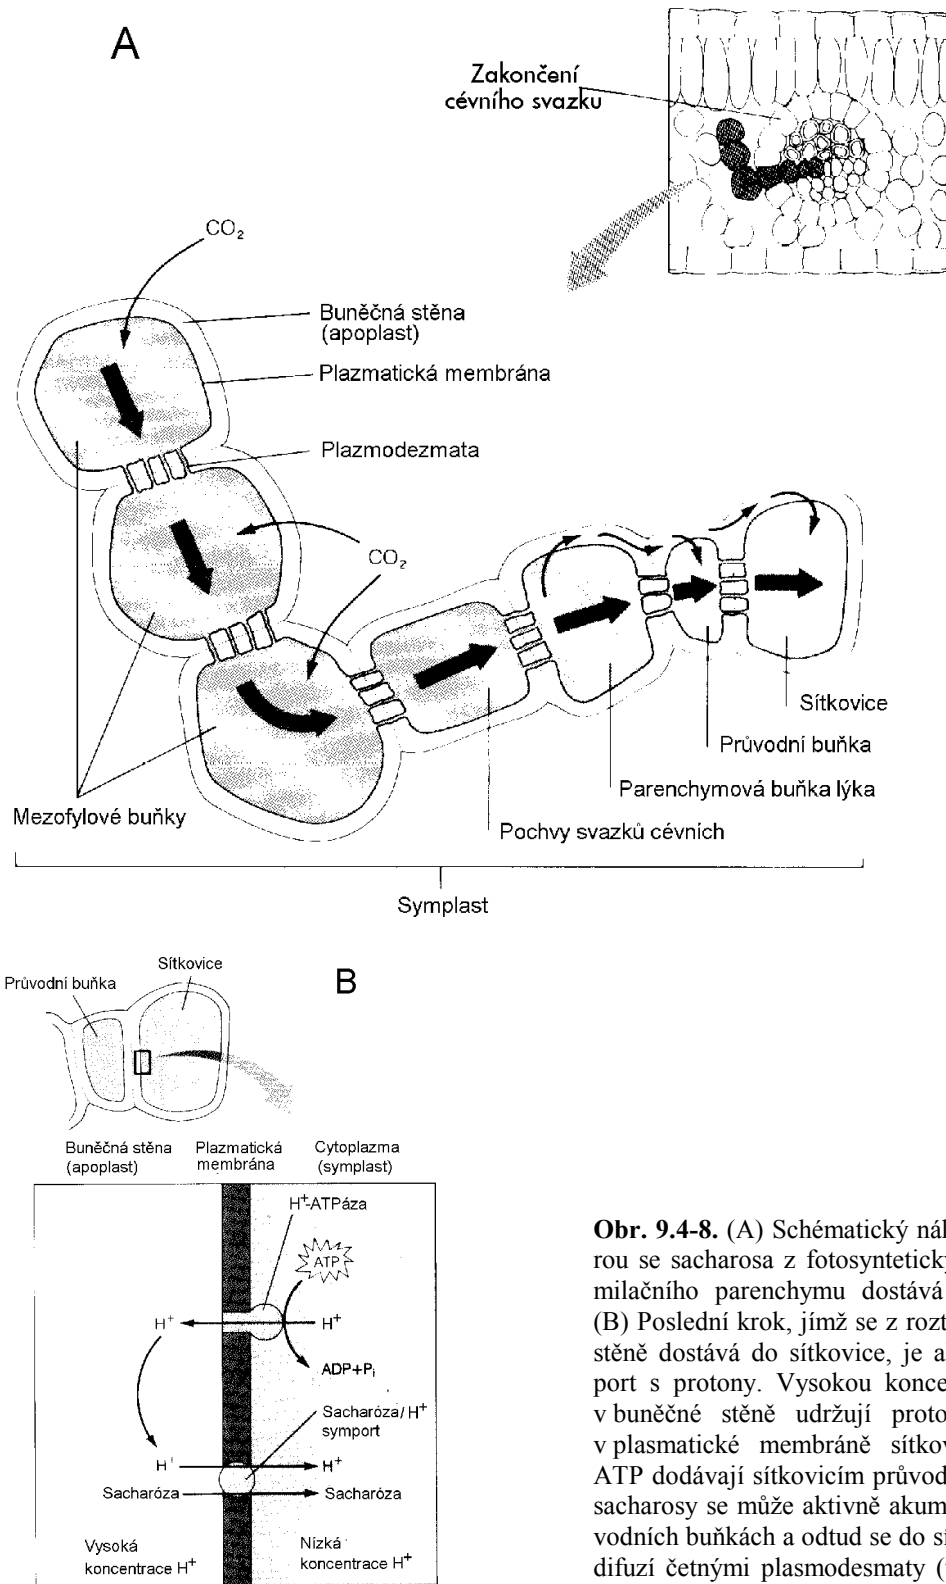 A
Zakončení
cévního svazku
CO₂
Buněčná stěna
(apoplast)
Plazmatická membrána
Plazmodezmata
CO₂
Sítkovice
Průvodní buňka
Parenchymová buňka lýka
Mezofylové buňky
Pochvy svazků cévních
Symplast
B
Sítkovice
Průvodní buňka
Buněčná stěna
(apoplast)
Plazmatická
membrána
Cytoplazma
(symplast)
H⁺-ATPáza
ATP
H⁺
H⁺
ADP+Pᵢ
Sacharóza/H⁺
symport
H⁺
H⁺
Sacharóza
Sacharóza
Vysoká
koncentrace H⁺
Nízká
koncentrace H⁺
Obr. 9.4-8. (A) Schématický nál
rou se sacharosa z fotosyntetick
milačního parenchymu dostává
(B) Poslední krok, jímž se z rozt
stěně dostává do sítkovice, je a
port s protony. Vysokou konce
v buněčné stěně udržují proto
v plasmatické membráně sítkov
ATP dodávají sítkovicím průvod
sacharosy se může aktivně akum
vodních buňkách a odtud se do sí
difuzí četnými plasmodesmaty (